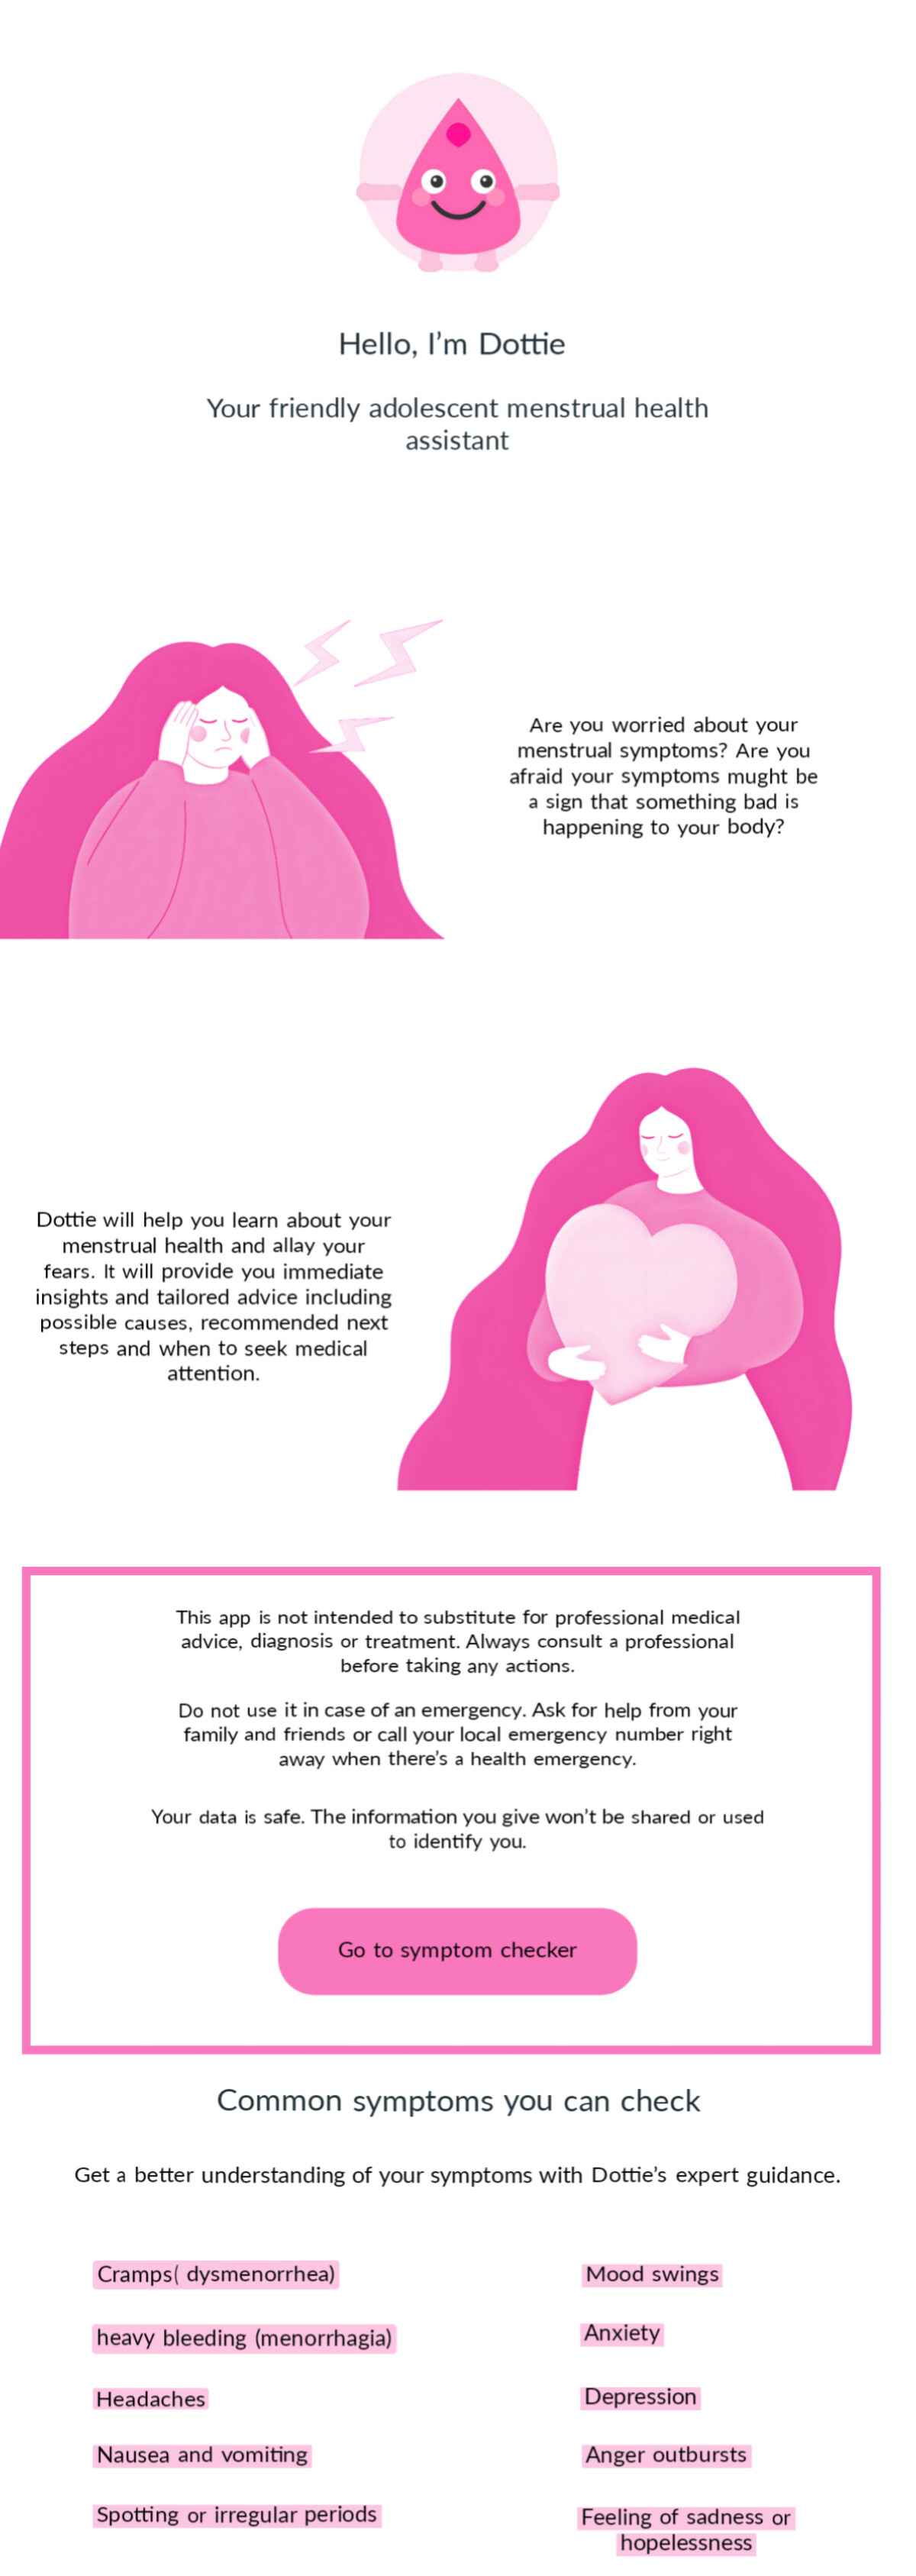 Hello, I'm Dottie
Your friendly adolescent menstrual health
assistant
Are you worried about your
menstrual symptoms? Are you
afraid your symptoms mught be
a sign that something bad is
happening to your body?
Dottie will help you learn about your
menstrual health and allay your
fears. It will provide you immediate
insights and tailored advice including
possible causes, recommended next
steps and when to seek medical
attention.
This app is not intended to substitute for professional medical
advice, diagnosis or treatment. Always consult a professional
before taking any actions.
Do not use it in case of an emergency. Ask for help from your
family and friends or call your local emergency number right
away when there's a health emergency.
Your data is safe. The information you give won't be shared or used
to identify you.
Go to symptom checker
Common symptoms you can check
Get a better understanding of your symptoms with Dottie's expert guidance.
Cramps( dysmenorrhea)
heavy bleeding (menorrhagia)
Headaches
Nausea and vomiting
Spotting or irregular periods
Mood swings
Anxiety
Depression
Anger outbursts
Feeling of sadness or
hopelessness